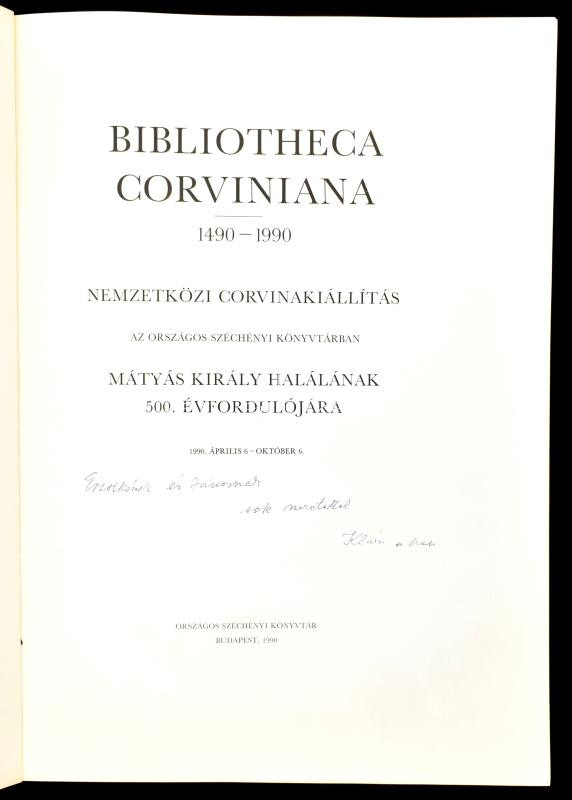 BIBLIOTHECA
CORVINIANA
1490–1990
NEMZETKÖZI CORVINAKIÁLLÍTÁS
AZ ORSZÁGOS SZÉCHÉNYI KÖNYVTÁRBAN
MÁTYÁS KIRÁLY HALÁLÁNAK
500. ÉVFORDULÓJÁRA
1990. ÁPRILIS 6–OKTÓBER 6.
és Jánosnak
sok szeretettel
Klári
ORSZÁGOS SZÉCHÉNYI KÖNYVTÁR
BUDAPEST, 1990